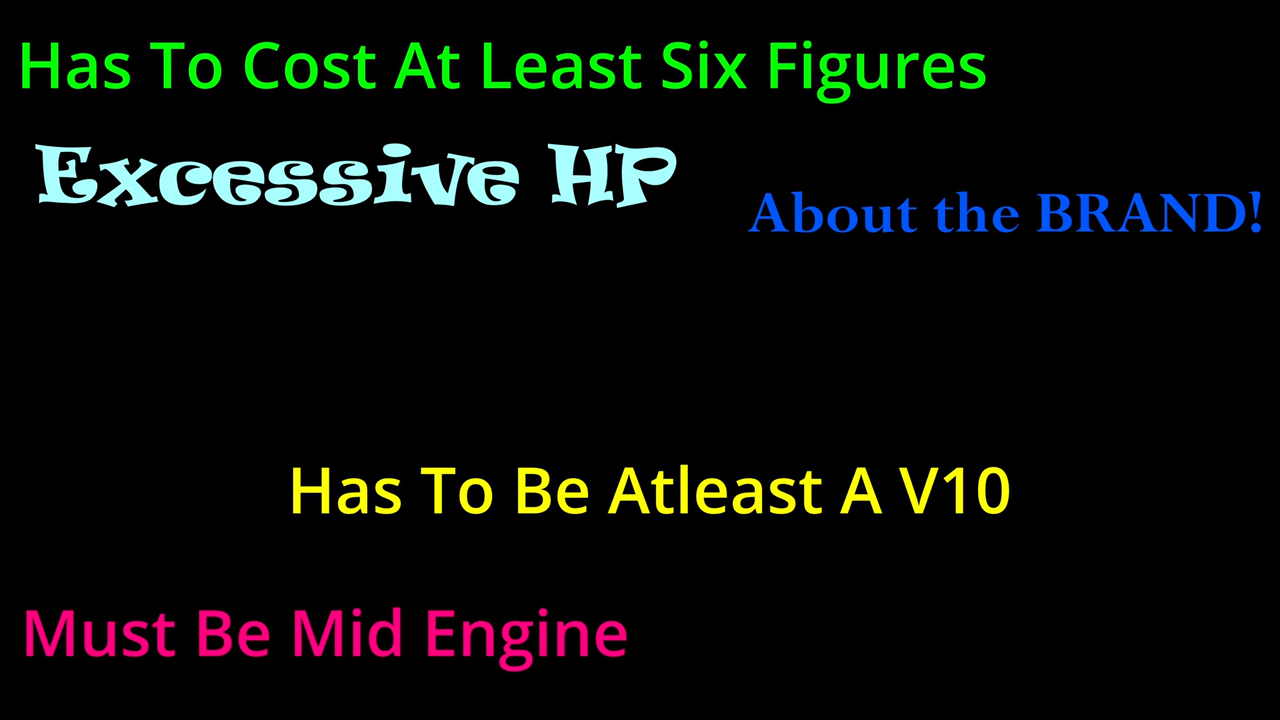 Has To Cost At Least Six Figures
Excessive HP
About the BRAND!
Has To Be Atleast A V10
Must Be Mid Engine